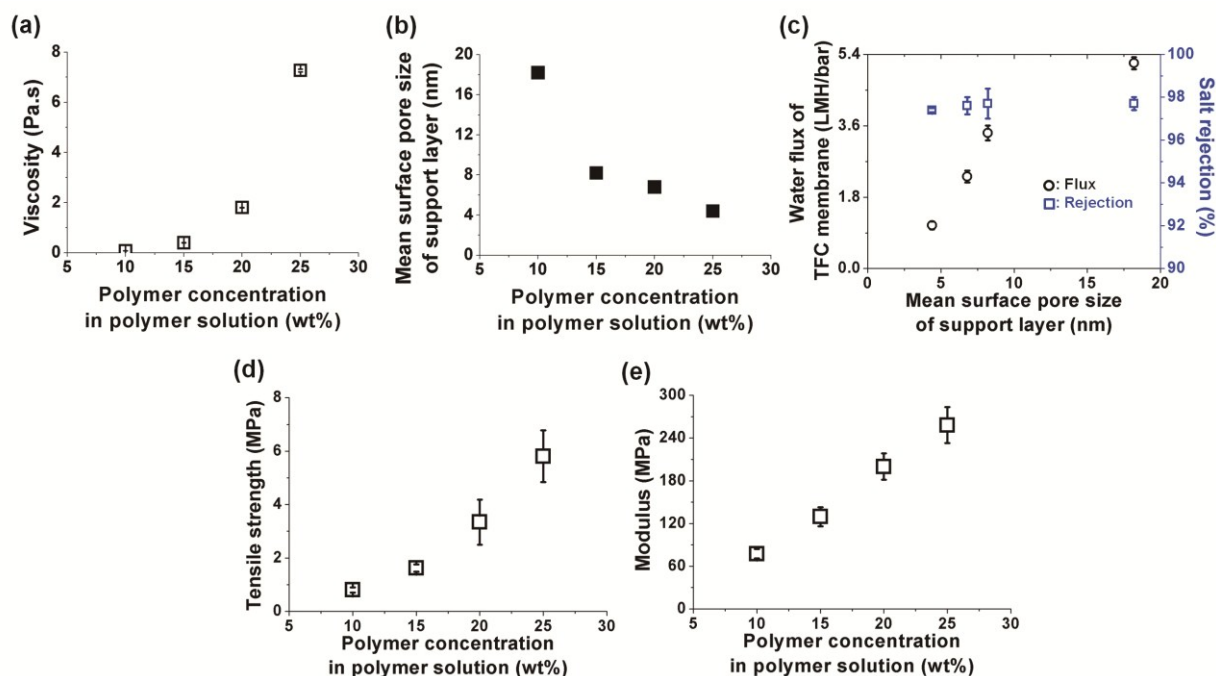 (a)
Viscosity (Pa.s)
8
6
4
2
0
5 10 15 20 25 30
Polymer concentration
in polymer solution (wt%)
(b)
Mean surface pore size
of support layer (nm)
20
16
12
8
4
0
5 10 15 20 25 30
Polymer concentration
in polymer solution (wt%)
(c)
Water flux of
TFC membrane (LMH/bar)
5.4
3.6
1.8
0.0
0 5 10 15 20
Mean surface pore size
of support layer (nm)
: Flux
: Rejection
100
98
96
94
92
90
Salt rejection (%)
(d)
Tensile strength (MPa)
8
6
4
2
0
5 10 15 20 25 30
Polymer concentration
in polymer solution (wt%)
(e)
Modulus (MPa)
300
240
180
120
60
0
5 10 15 20 25 30
Polymer concentration
in polymer solution (wt%)